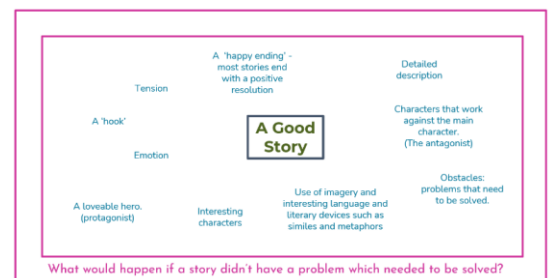 A 'happy ending' -
most stories end
with a positive
resolution
Detailed
description
Tension
Characters that work
against the main
character.
(The antagonist)
A 'hook'
A Good
Story
Emotion
Obstacles:
problems that need
to be solved.
Use of imagery and
interesting language and
literary devices such as
similes and metaphors
A loveable hero.
(protagonist)
Interesting
characters
What would happen if a story didn't have a problem which needed to be solved?